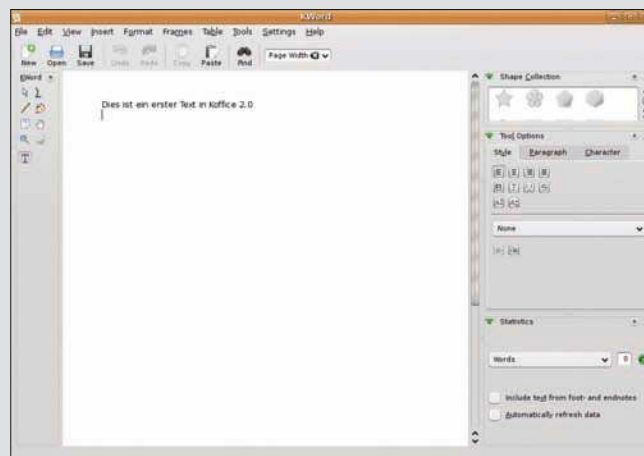 KWord
File Edit View Insert Format Frames Table Tools Settings Help
New Open Save Undo Redo Copy Paste Find Page Width
KWord
Dies ist ein erster Text in Koffice 2.0
Shape Collection
Tool Options
Style Paragraph Character
None
Statistics
Words 0
Include text from foot- and endnotes
Automatically refresh data